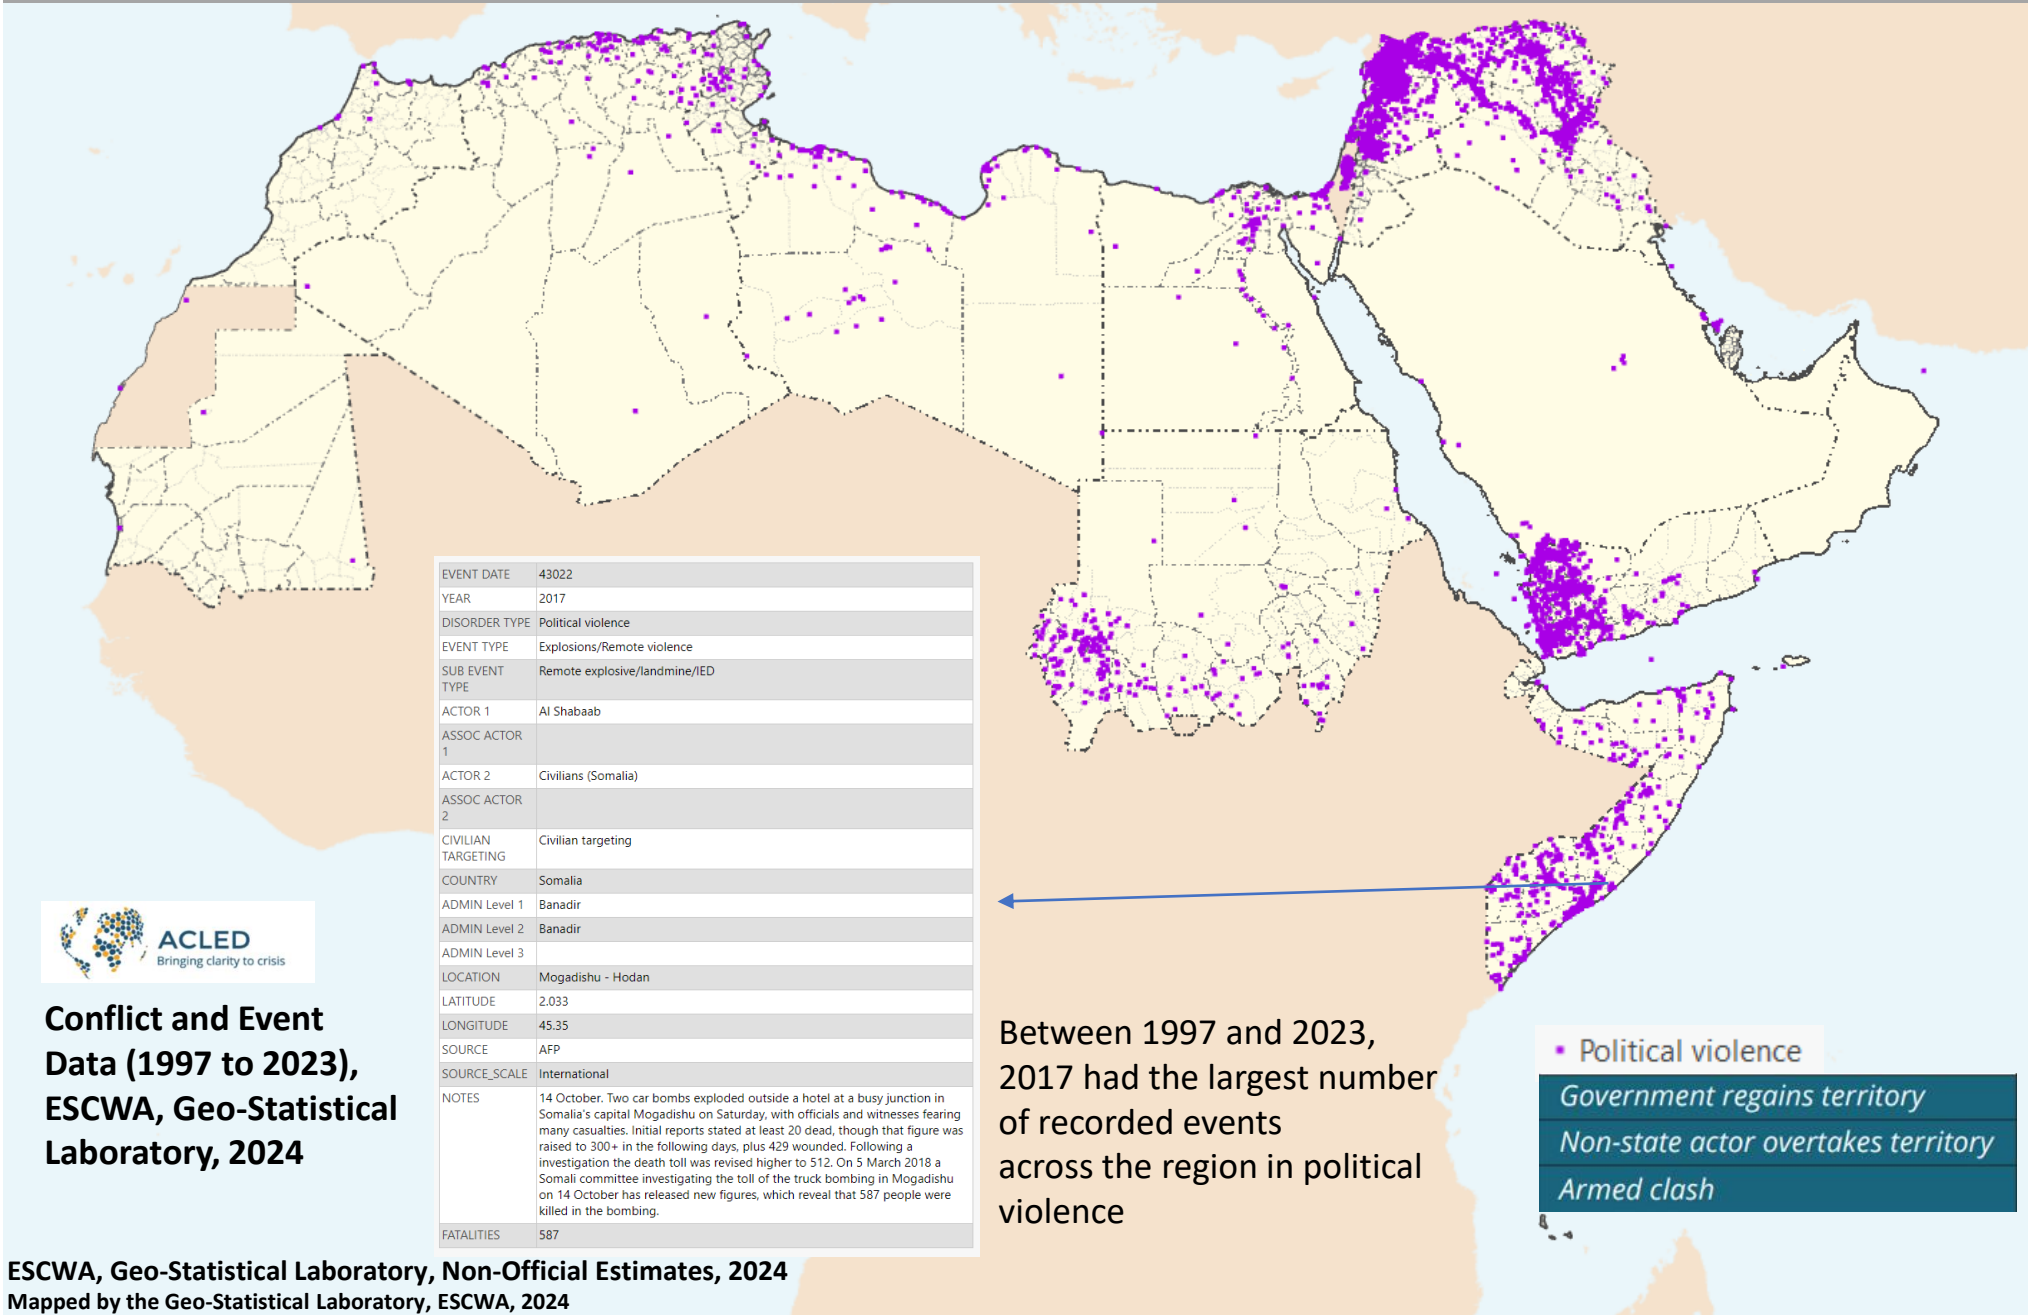 EVENT DATE 43022
YEAR 2017
DISORDER TYPE Political violence
EVENT TYPE Explosions/Remote violence
SUB EVENT TYPE Remote explosive/landmine/IED
ACTOR 1 Al Shabaab
ASSOC ACTOR 1
ACTOR 2 Civilians (Somalia)
ASSOC ACTOR 2
CIVILIAN TARGETING Civilian targeting
COUNTRY Somalia
ADMIN Level 1 Banadir
ADMIN Level 2 Banadir
ADMIN Level 3
LOCATION Mogadishu - Hodan
LATITUDE 2.033
LONGITUDE 45.35
SOURCE AFP
SOURCE_SCALE International
NOTES 14 October. Two car bombs exploded outside a hotel at a busy junction in
Somalia's capital Mogadishu on Saturday, with officials and witnesses fearing
many casualties. Initial reports stated at least 20 dead, though that figure was
raised to 300+ in the following days, plus 429 wounded. Following a
investigation the death toll was revised higher to 512. On 5 March 2018 a
Somali committee investigating the toll of the truck bombing in Mogadishu
on 14 October has released new figures, which reveal that 587 people were
killed in the bombing.
FATALITIES 587
ACLED
Bringing clarity to crisis
Conflict and Event
Data (1997 to 2023),
ESCWA, Geo-Statistical
Laboratory, 2024
Between 1997 and 2023,
2017 had the largest number
of recorded events
across the region in political
violence
Political violence
Government regains territory
Non-state actor overtakes territory
Armed clash
ESCWA, Geo-Statistical Laboratory, Non-Official Estimates, 2024
Mapped by the Geo-Statistical Laboratory, ESCWA, 2024